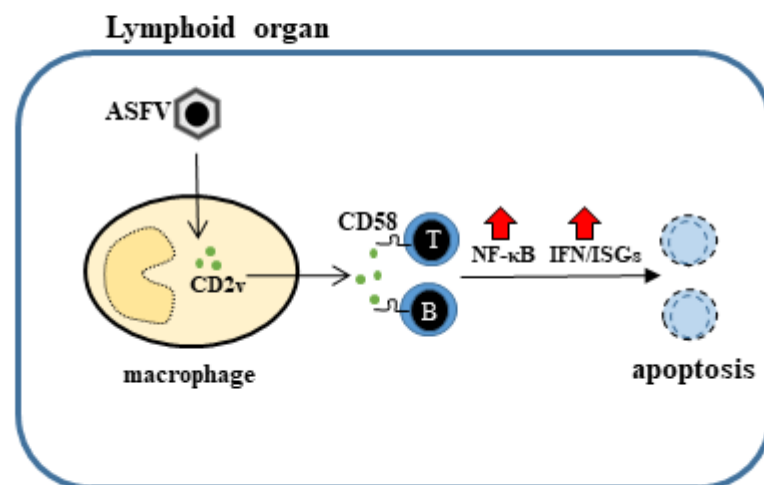 Lymphoid organ
ASFV
CD58
T
NF-κB IFN/ISGs
CD2v
B
macrophage
apoptosis